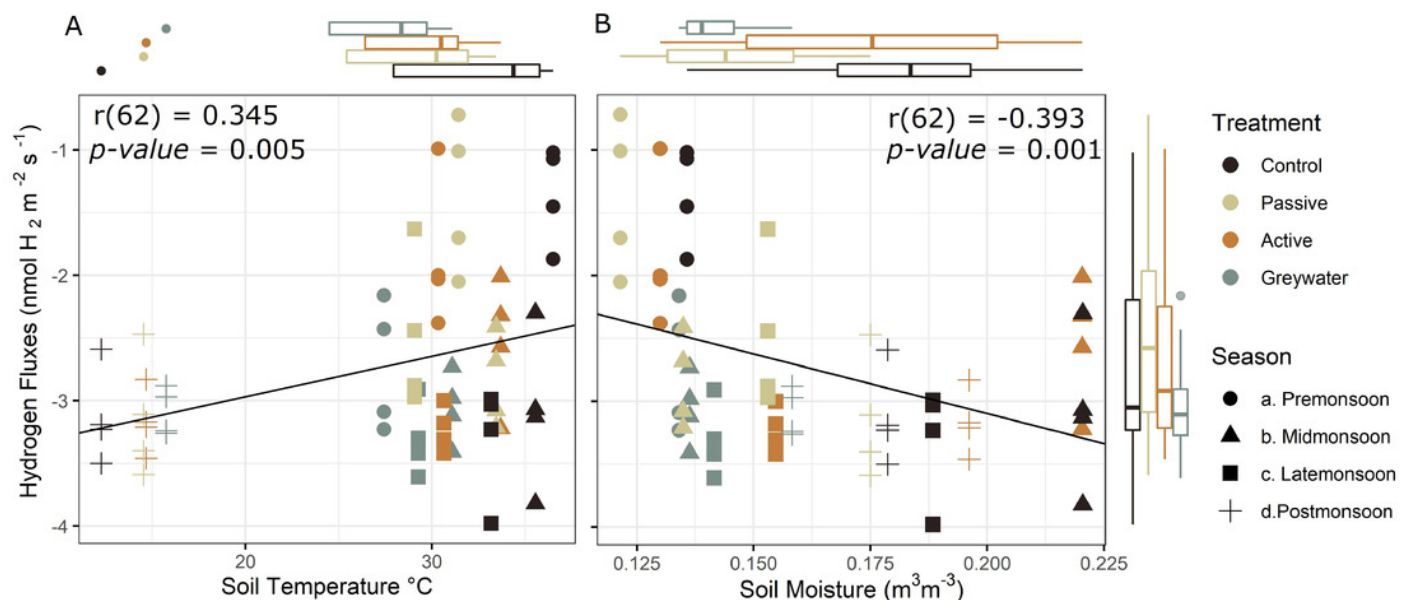 A
B
r(62) = 0.345
p-value = 0.005
r(62) = -0.393
p-value = 0.001
Hydrogen Fluxes (nmol H₂ m⁻² s⁻¹)
-1
-2
-3
-4
20
30
Soil Temperature °C
0.125
0.150
0.175
0.200
0.225
Soil Moisture (m³m⁻³)
Treatment
Control
Passive
Active
Greywater
Season
a. Premonsoon
b. Midmonsoon
c. Latemonsoon
d.Postmonsoon